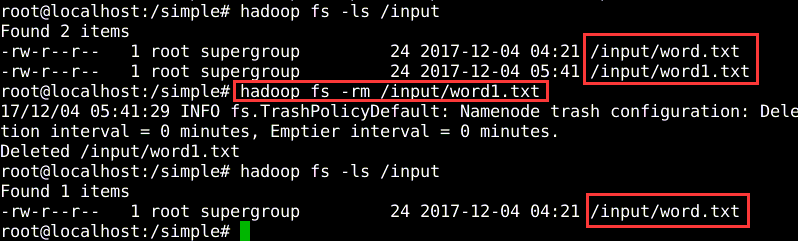 root@localhost:/simple# hadoop fs -ls /input
Found 2 items
-rw-r--r--   1 root supergroup         24 2017-12-04 04:21 /input/word.txt
-rw-r--r--   1 root supergroup         24 2017-12-04 05:41 /input/word1.txt
root@localhost:/simple# hadoop fs -rm /input/word1.txt
17/12/04 05:41:29 INFO fs.TrashPolicyDefault: Namenode trash configuration: Dele
tion interval = 0 minutes, Emptier interval = 0 minutes.
Deleted /input/word1.txt
root@localhost:/simple# hadoop fs -ls /input
Found 1 items
-rw-r--r--   1 root supergroup         24 2017-12-04 04:21 /input/word.txt
root@localhost:/simple#